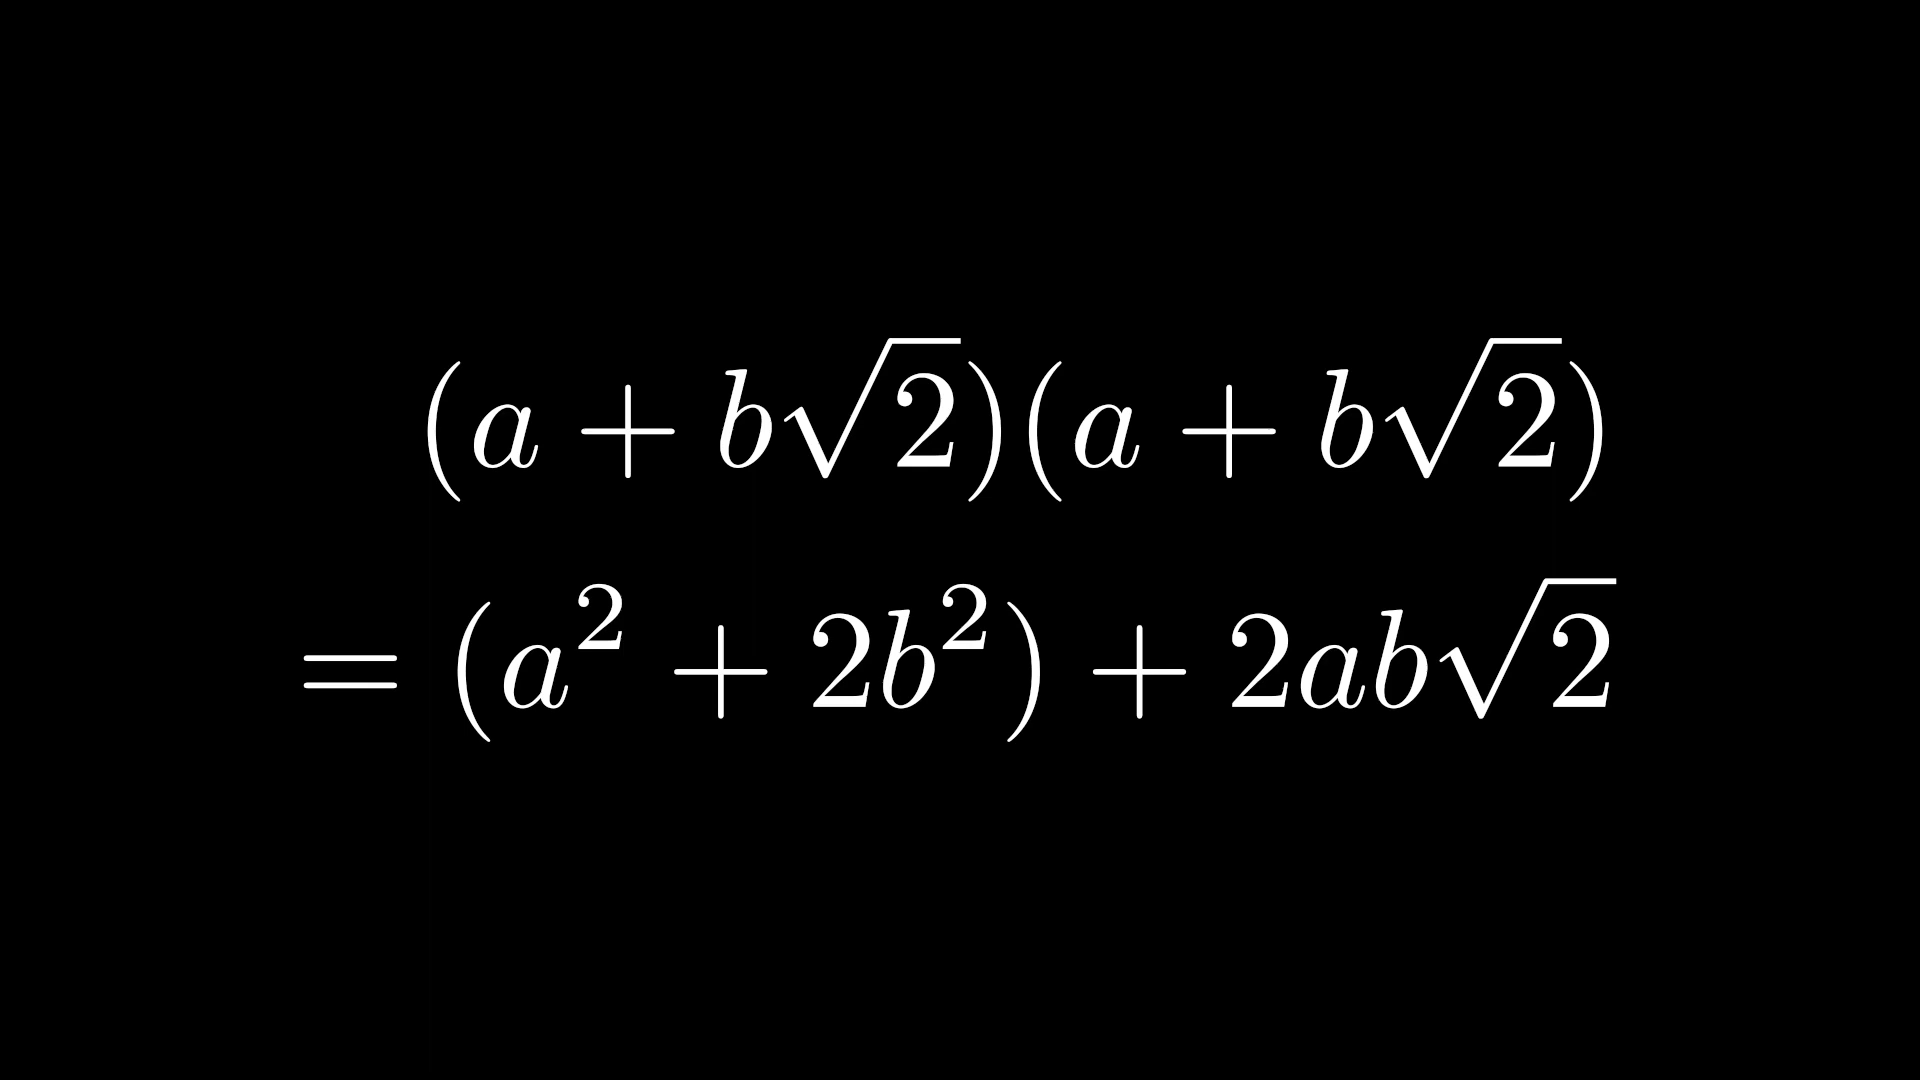 (a + b√2)(a + b√2)
= (a² + 2b²) + 2ab√2